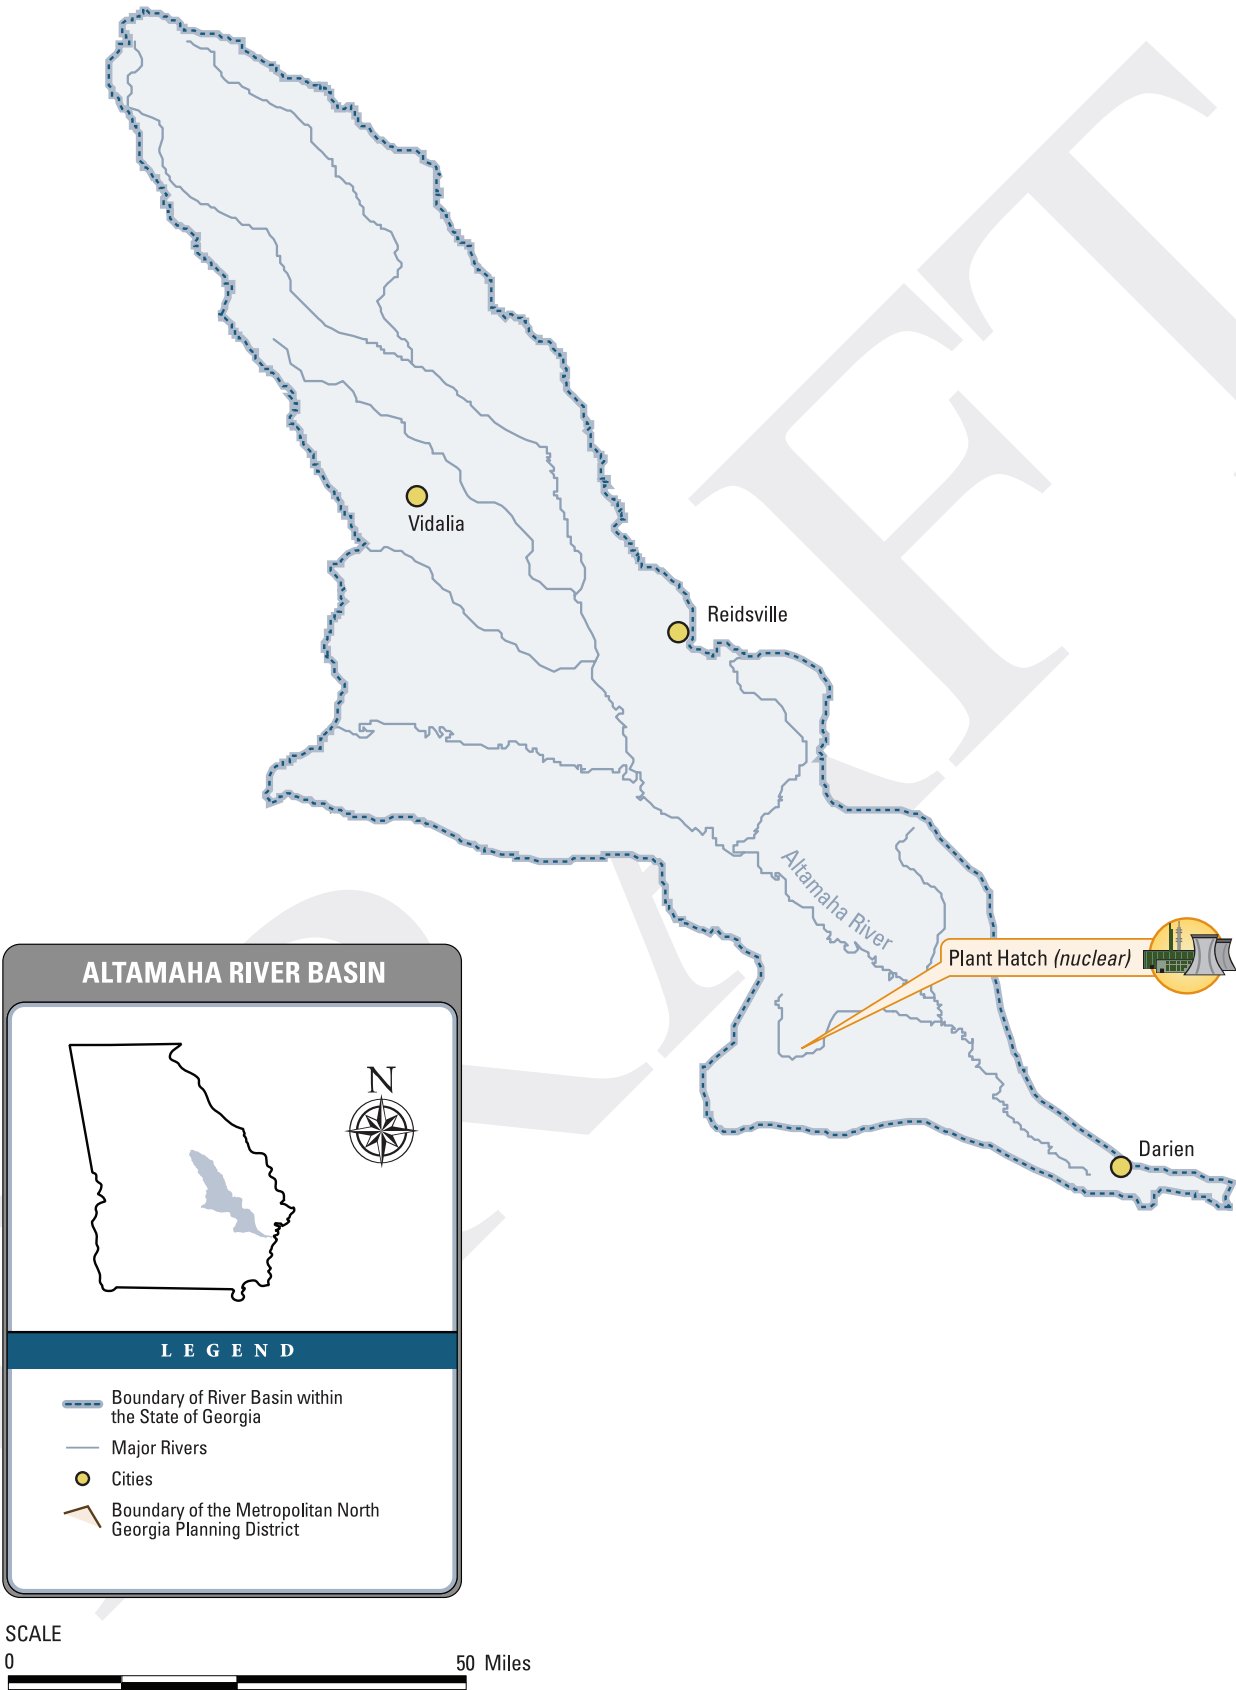 Vidalia
Reidsville
Altamaha River
Plant Hatch (nuclear)
Darien
ALTAMAHA RIVER BASIN
N
LEGEND
Boundary of River Basin within
the State of Georgia
Major Rivers
Cities
Boundary of the Metropolitan North
Georgia Planning District
SCALE
0 50 Miles
DRAFT